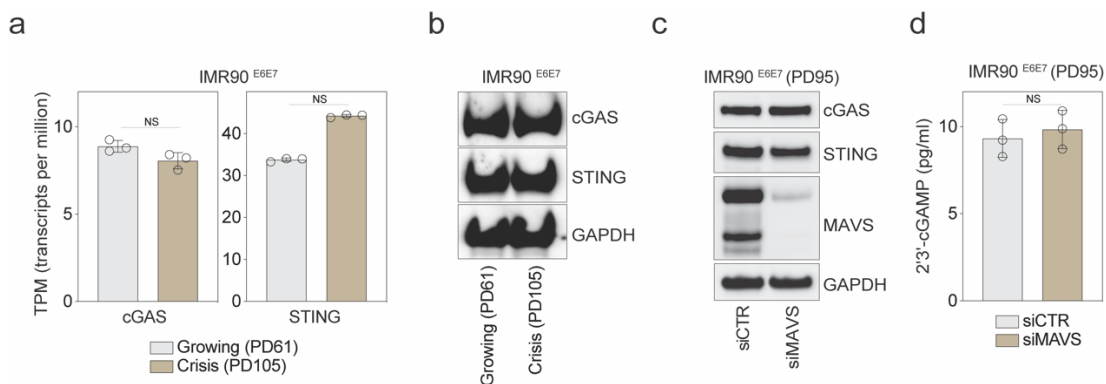 a
IMR90 E6E7
TPM (transcripts per million)
10
5
0
NS
cGAS
40
30
20
10
0
NS
STING
Growing (PD61)
Crisis (PD105)
b
IMR90 E6E7
cGAS
STING
GAPDH
Growing (PD61)
Crisis (PD105)
c
IMR90 E6E7 (PD95)
cGAS
STING
MAVS
GAPDH
siCTR
siMAVS
d
IMR90 E6E7 (PD95)
2'3'-cGAMP (pg/ml)
10
5
0
NS
siCTR
siMAVS